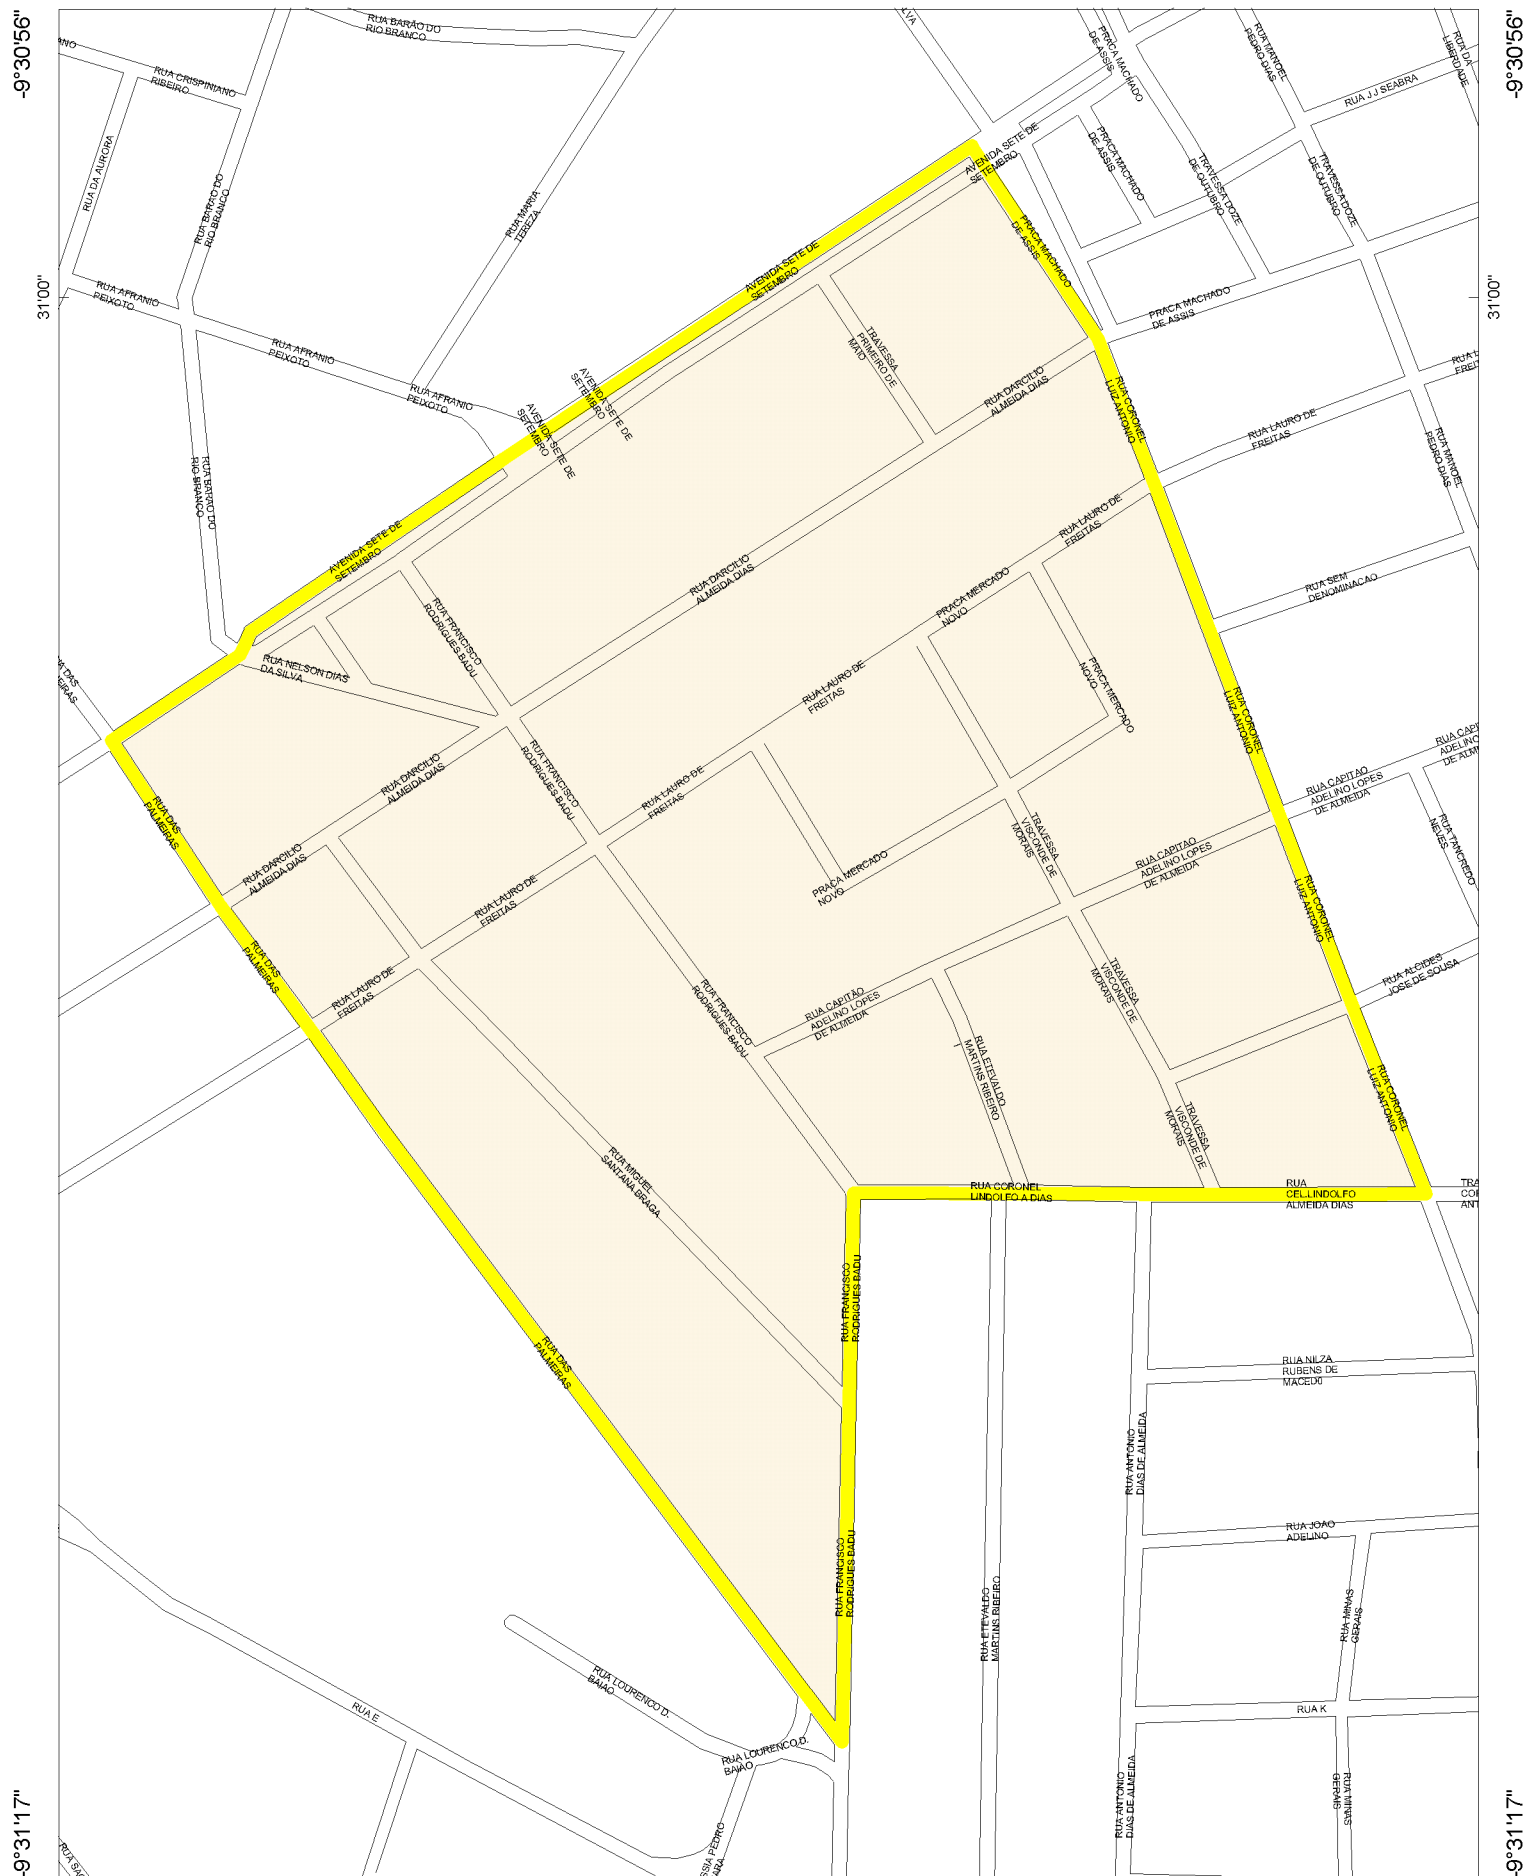 -9°30'56"
-9°30'56"
RUA BARÃO DO
RIO BRANCO
RUA CRISPINIANO
RIBEIRO
PRACA MACHADO
DE ASSIS
RUA MANOEL
PEDRO DIAS
RUA DA
LIBERDADE
RUA J J SEABRA
RUA DA AURORA
RUA BARAO DO
RIO BRANCO
RUA MARIA
TEREZA
AVENIDA SETE DE
SETEMBRO
PRACA MACHADO
DE ASSIS
TRAVESSA DOZE
DE OUTUBRO
TRAVESSA DOZE
DE OUTUBRO
PRACA MACHADO
DE ASSIS
AVENIDA SETE DE
SETEMBRO
31'00"
31'00"
RUA AFRANIO
PEIXOTO
PRACA MACHADO
DE ASSIS
RUA AFRANIO
PEIXOTO
TRAVESSA
PRIMEIRO DE
MAIO
RUA AFRANIO
PEIXOTO
AVENIDA SETE DE
SETEMBRO
AVENIDA SETE DE
SETEMBRO
RUA DARCILIO
ALMEIDA DIAS
RUA CORONEL
LUIZ ANTONIO
RUA LAURO DE
FREITAS
RUA MANOEL
PEDRO DIAS
RUA BARAO DO
RIO BRANCO
AVENIDA SETE DE
SETEMBRO
RUA LAURO DE
FREITAS
RUA DARCILIO
ALMEIDA DIAS
PRACA MERCADO
NOVO
RUA SEM
DENOMINACAO
RUA FRANCISCO
RODRIGUES BADU
RUA NELSON DIAS
DA SILVA
RUA LAURO DE
FREITAS
PRACA MERCADO
NOVO
RUA CORONEL
LUIZ ANTONIO
RUA DARCILIO
ALMEIDA DIAS
RUA FRANCISCO
RODRIGUES BADU
RUA LAURO DE
FREITAS
RUA CAPITAO
ADELINO LOPES
DE ALMEIDA
RUA DAS
PALMEIRAS
TRAVESSA
VISCONDE DE
MORAIS
RUA CAPITAO
ADELINO LOPES
DE ALMEIDA
RUA TANCREDO
NEVES
RUA DARCILIO
ALMEIDA DIAS
PRACA MERCADO
NOVO
RUA LAURO DE
FREITAS
RUA CORONEL
LUIZ ANTONIO
RUA DAS
PALMEIRAS
RUA LAURO DE
FREITAS
RUA FRANCISCO
RODRIGUES BADU
RUA CAPITÃO
ADELINO LOPES
DE ALMEIDA
TRAVESSA
VISCONDE DE
MORAIS
RUA ALCIDES
JOSE DE SOUSA
RUA ETEVALDO
MARTINS RIBEIRO
TRAVESSA
VISCONDE DE
MORAIS
RUA CORONEL
LUIZ ANTONIO
RUA MIGUEL
SANTANA BRAGA
RUA CORONEL
LINDOLFO A DIAS
RUA
CEL.LINDOLFO
ALMEIDA DIAS
RUA FRANCISCO
RODRIGUES BADU
RUA DAS
PALMEIRAS
RUA NILZA
RUBENS DE
MACEDO
RUA ANTONIO
DIAS DE ALMEIDA
RUA FRANCISCO
RODRIGUES BADU
RUA JOAO
ADELINO
RUA ETEVALDO
MARTINS RIBEIRO
RUA MINAS
GERAIS
RUA LOURENCO D.
BAIAO
RUA E
RUA K
RUA LOURENCO D.
BAIAO
RUA ANTONIO
DIAS DE ALMEIDA
RUA MINAS
GERAIS
-9°31'17"
-9°31'17"